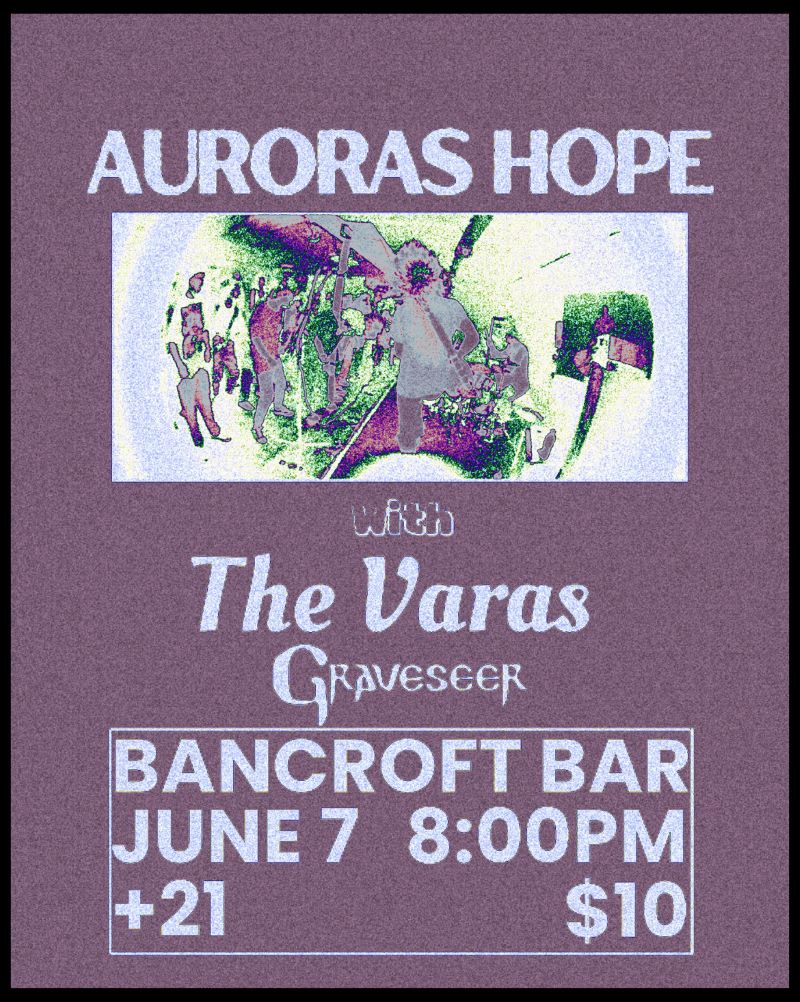 AURORAS HOPE
with
The Varas
GRAVESEER
BANCROFT BAR
JUNE 7 8:00PM
+21 $10